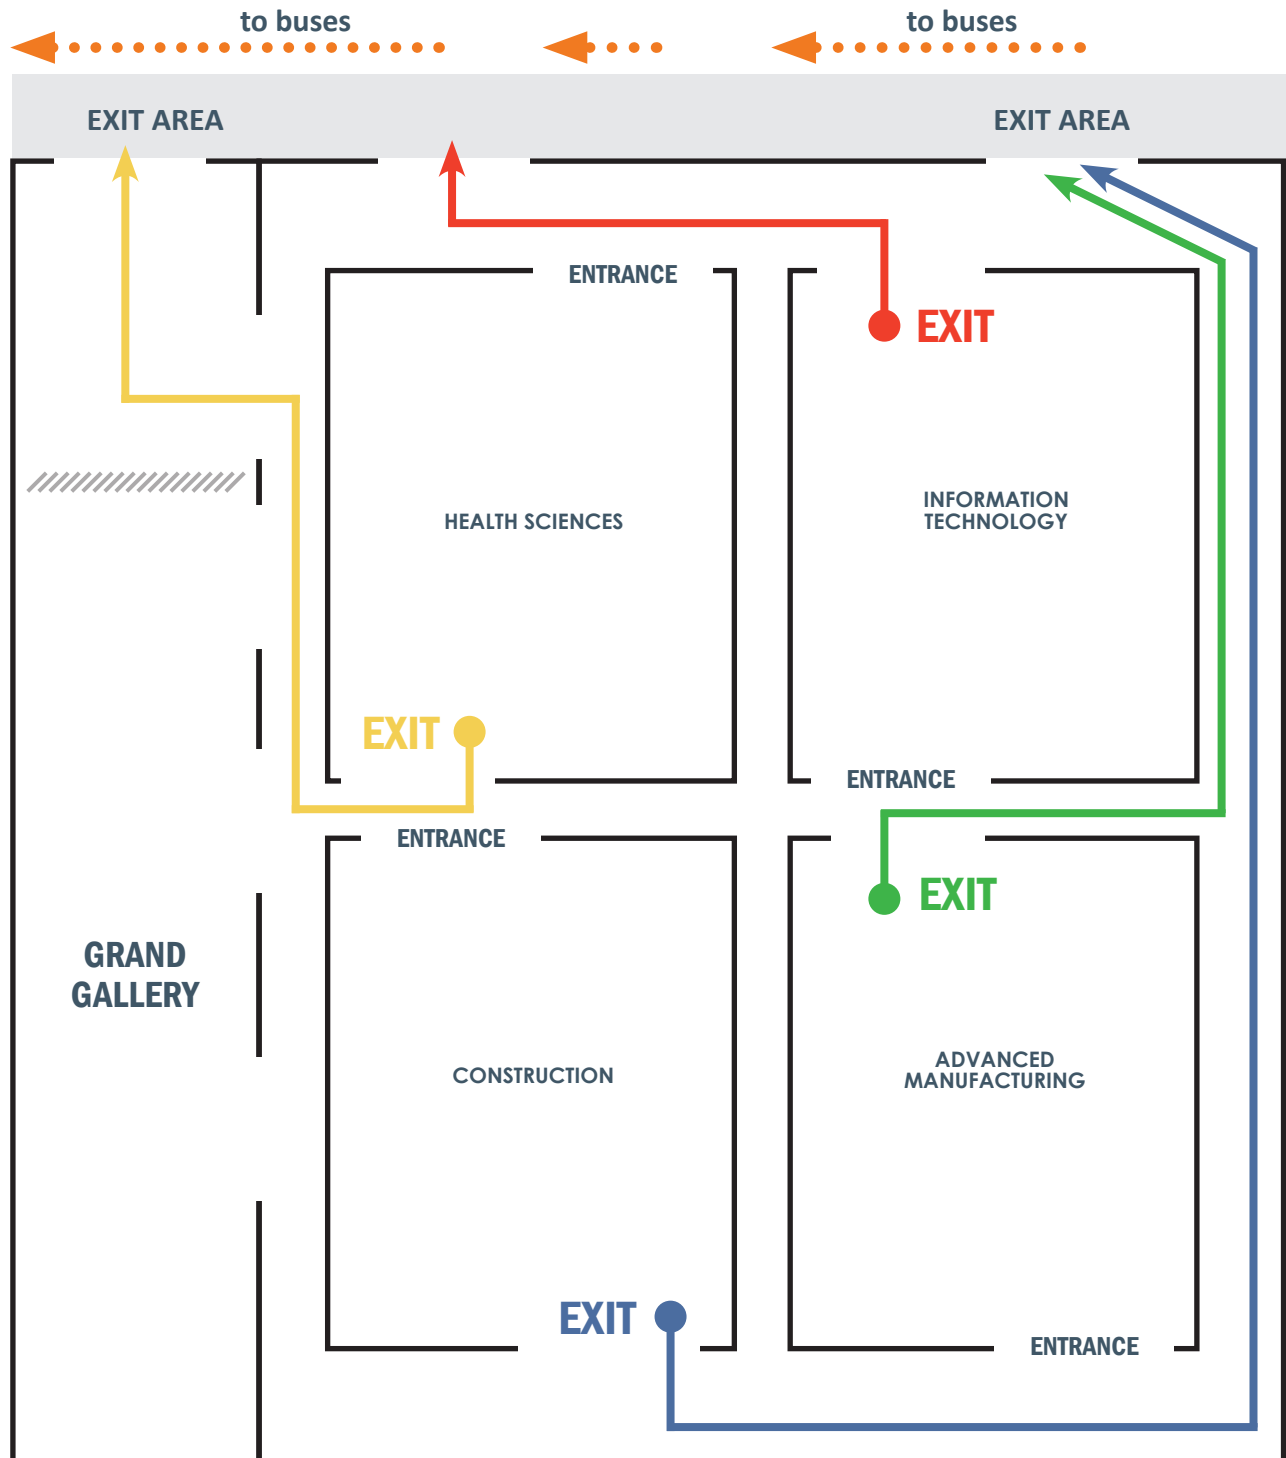 to buses
to buses
EXIT AREA
EXIT AREA
ENTRANCE
EXIT
HEALTH SCIENCES
INFORMATION
TECHNOLOGY
EXIT
ENTRANCE
ENTRANCE
EXIT
GRAND
GALLERY
CONSTRUCTION
ADVANCED
MANUFACTURING
EXIT
ENTRANCE